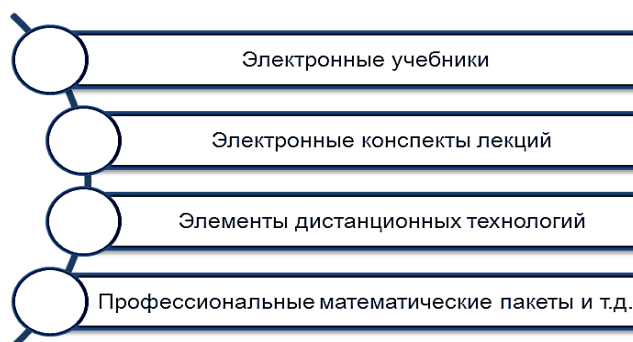 Электронные учебники
Электронные конспекты лекций
Элементы дистанционных технологий
Профессиональные математические пакеты и т.д.